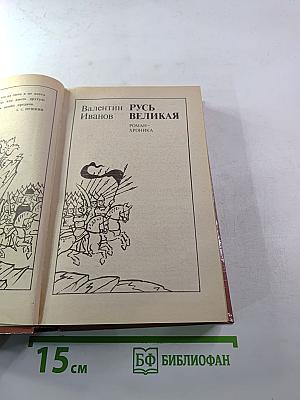 А. С. ПУШКИН
Валентин
Иванов
РУСЬ
ВЕЛИКАЯ
РОМАН-
ХРОНИКА
15 см
БФ БИБЛИОФАН